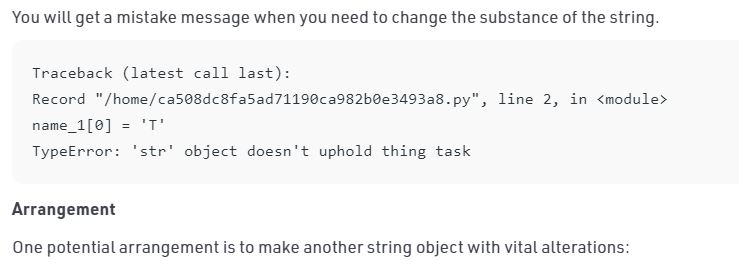 You will get a mistake message when you need to change the substance of the string.
Traceback (latest call last):
Record "/home/ca508dc8fa5ad71190ca982b0e3493a8.py", line 2, in <module>
name_1[0] = 'T'
TypeError: 'str' object doesn't uphold thing task
Arrangement
One potential arrangement is to make another string object with vital alterations: